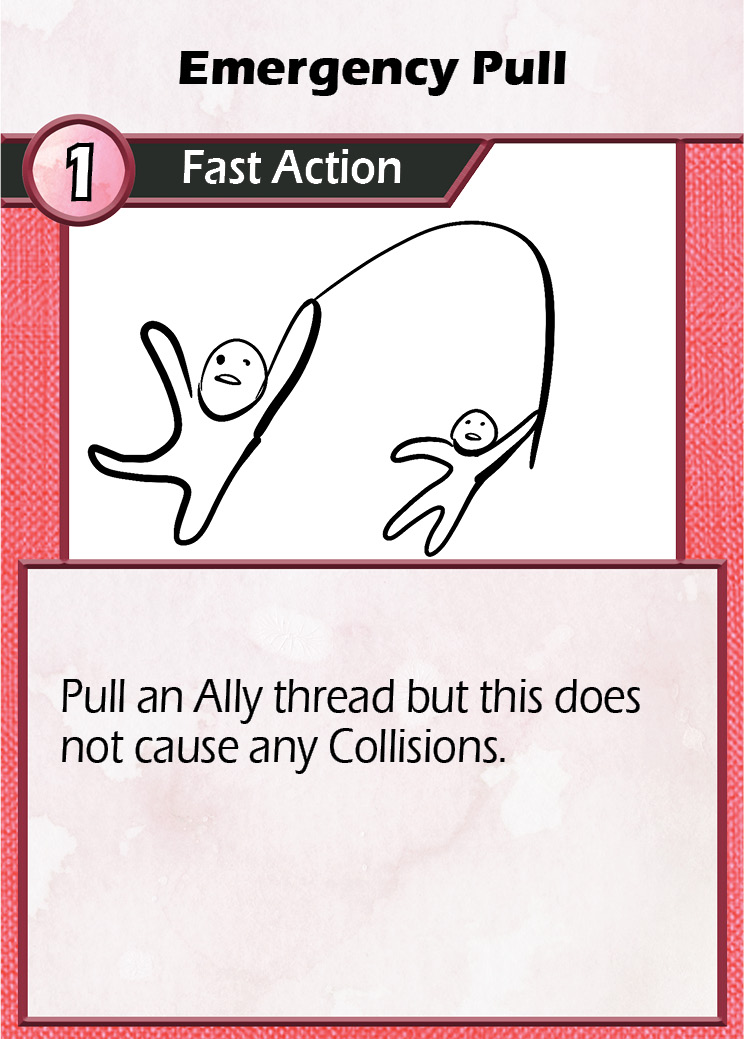 Emergency Pull
1
Fast Action
Pull an Ally thread but this does
not cause any Collisions.